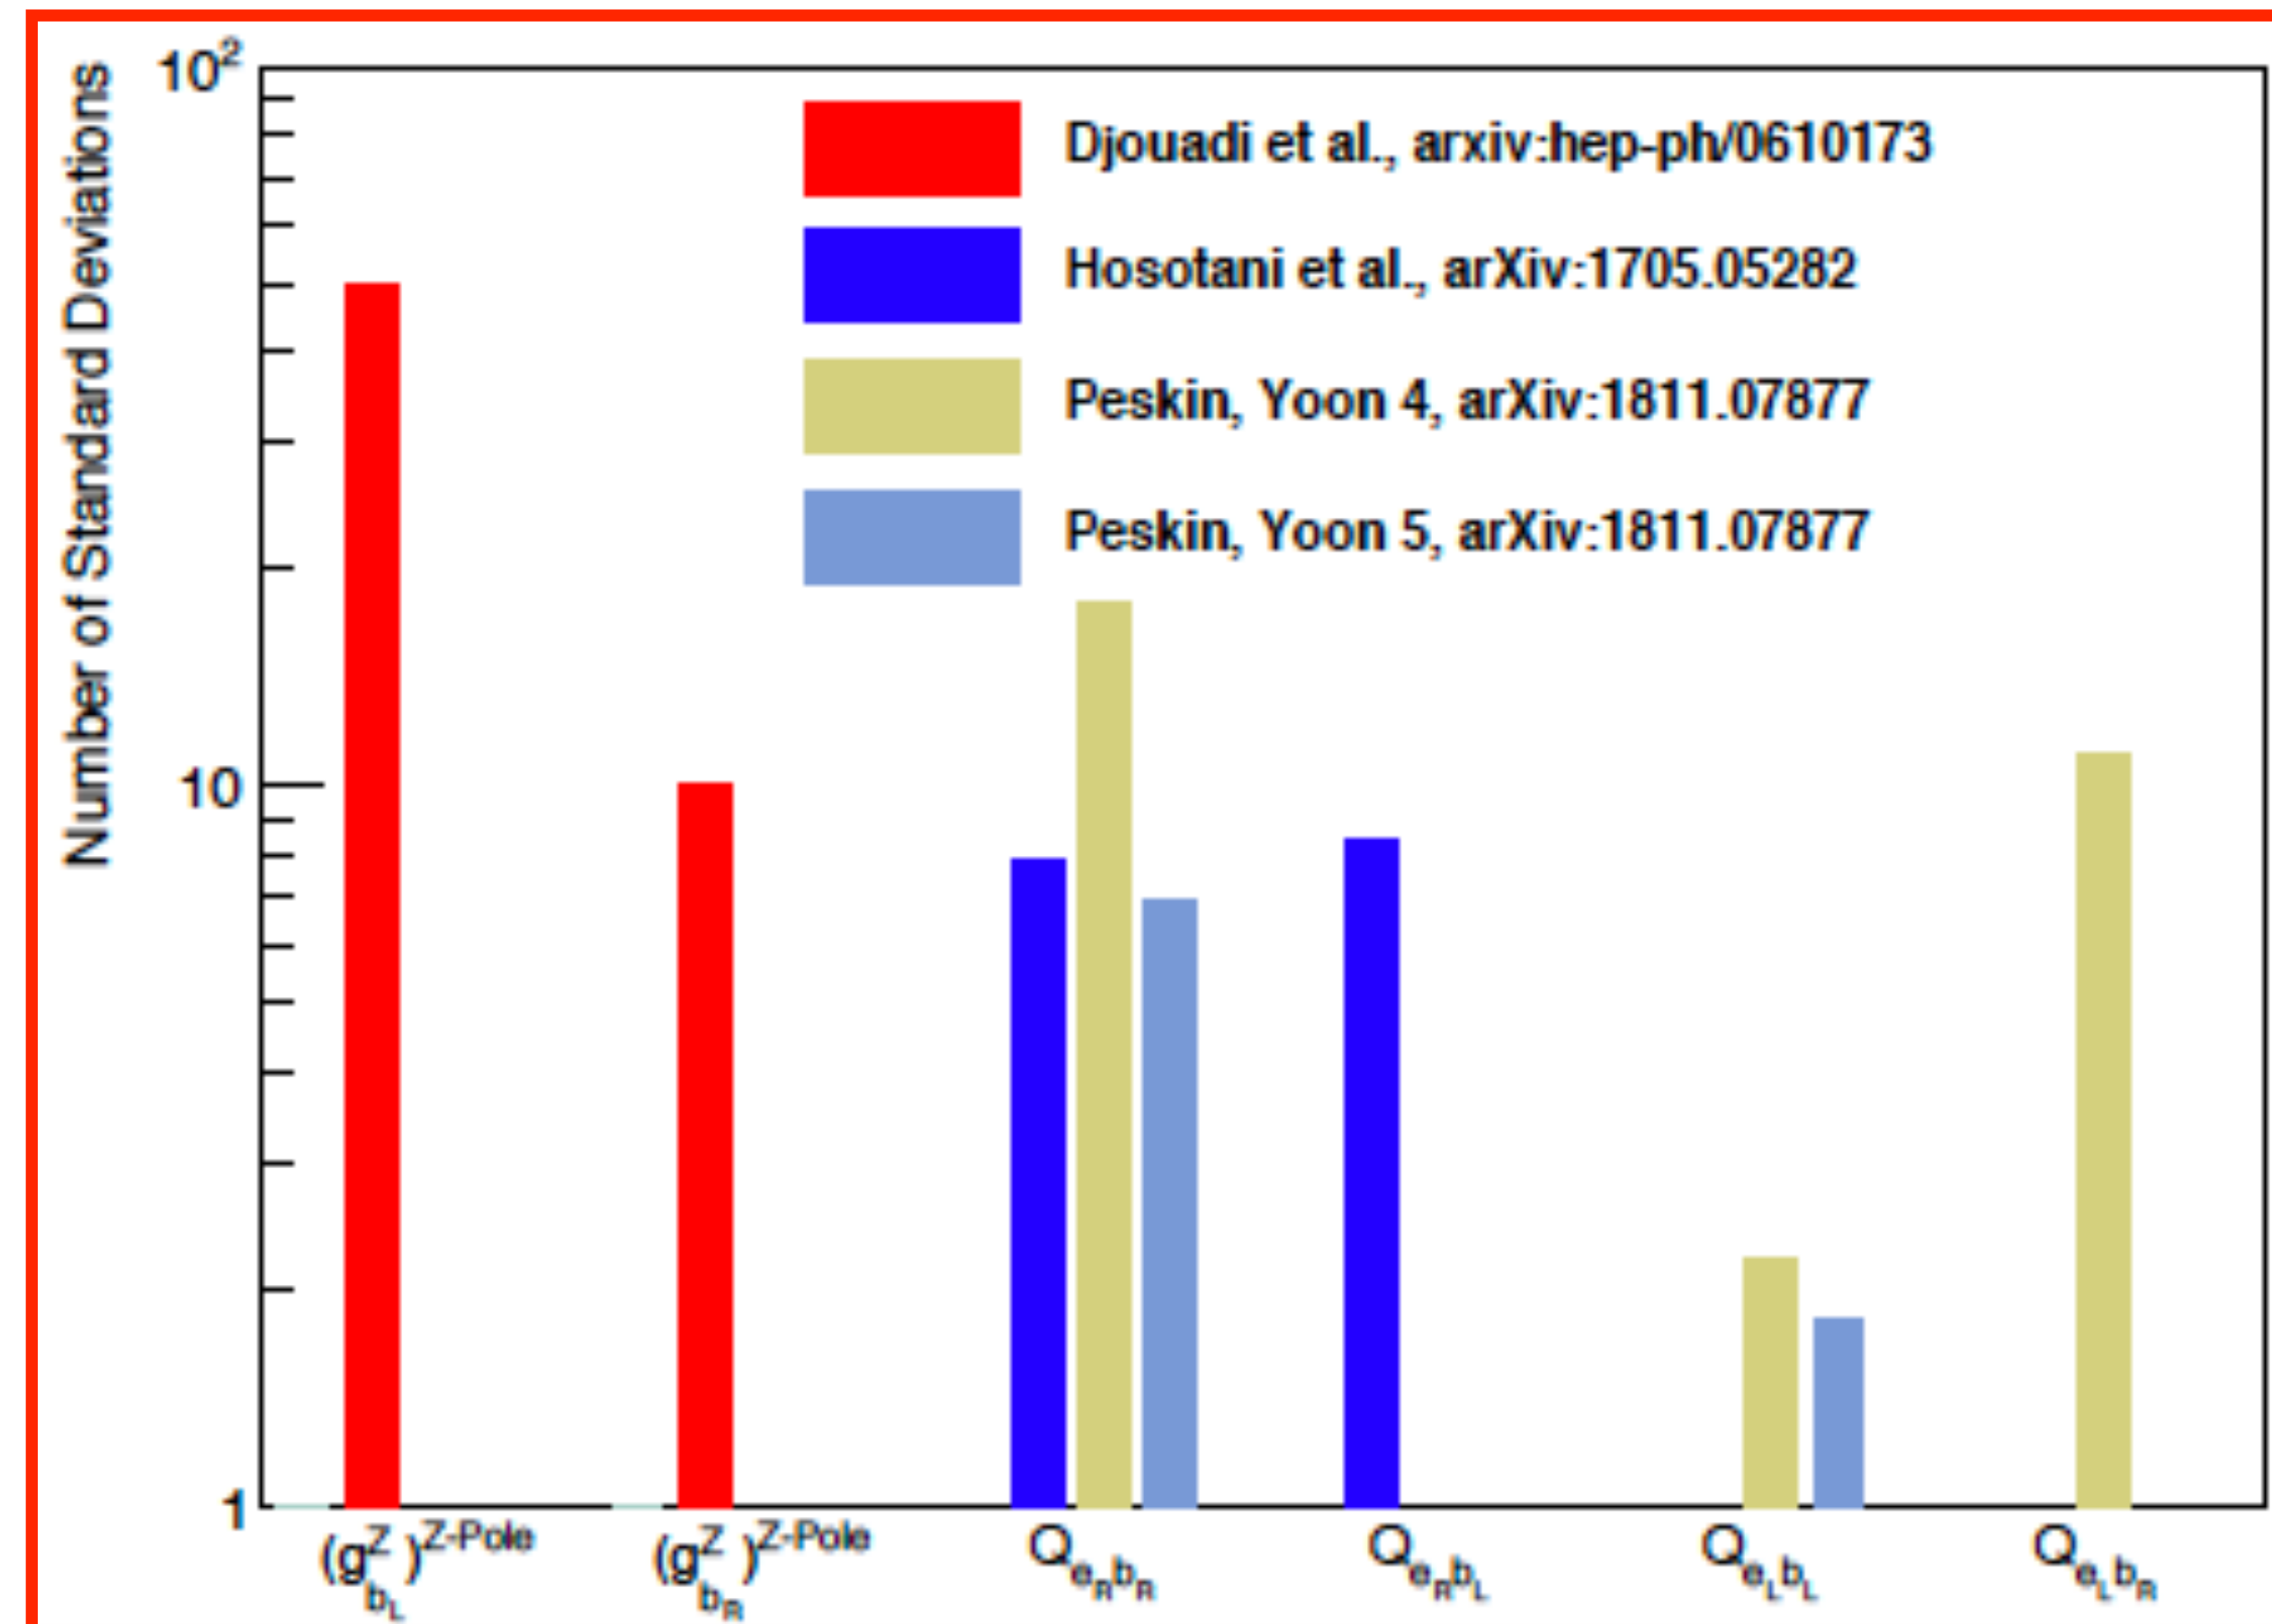 Number of Standard Deviations
10²
10
1
Djouadi et al., arxiv:hep-ph/0610173
Hosotani et al., arXiv:1705.05282
Peskin, Yoon 4, arXiv:1811.07877
Peskin, Yoon 5, arXiv:1811.07877
(g^Z_{b_L})^{Z-Pole}
(g^Z_{b_R})^{Z-Pole}
Q_{e_R b_R}
Q_{e_R b_L}
Q_{e_L b_L}
Q_{e_L b_R}